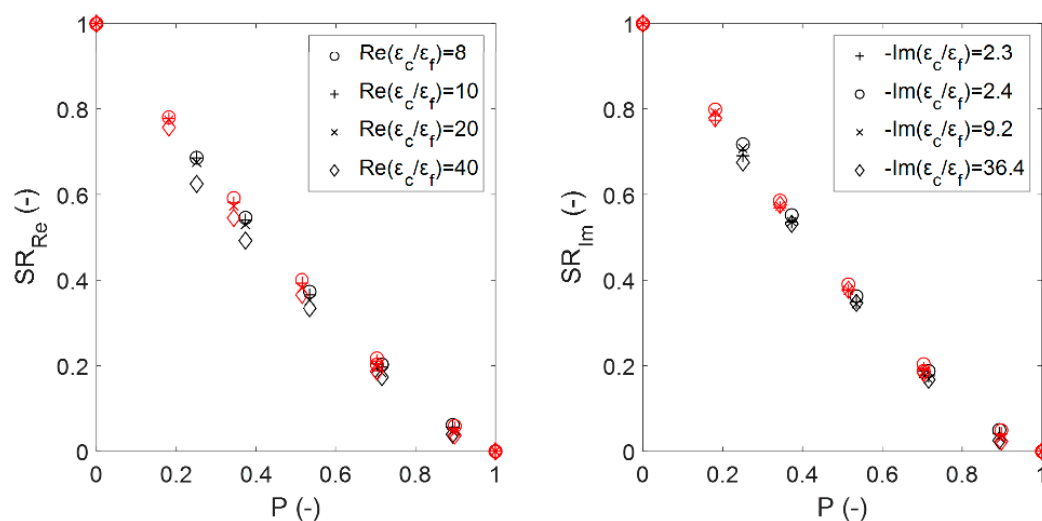 1
0.8
0.6
0.4
0.2
0
SR_Re (-)
0 0.2 0.4 0.6 0.8 1
P (-)
Re(ε_c/ε_f)=8
Re(ε_c/ε_f)=10
Re(ε_c/ε_f)=20
Re(ε_c/ε_f)=40
1
0.8
0.6
0.4
0.2
0
SR_Im (-)
0 0.2 0.4 0.6 0.8 1
P (-)
-Im(ε_c/ε_f)=2.3
-Im(ε_c/ε_f)=2.4
-Im(ε_c/ε_f)=9.2
-Im(ε_c/ε_f)=36.4